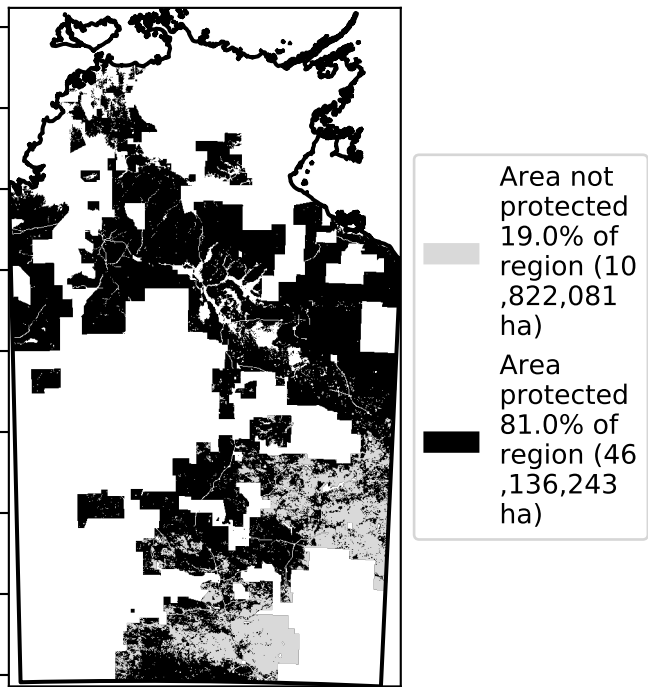 Area not
protected
19.0% of
region (10
,822,081
ha)
Area
protected
81.0% of
region (46
,136,243
ha)